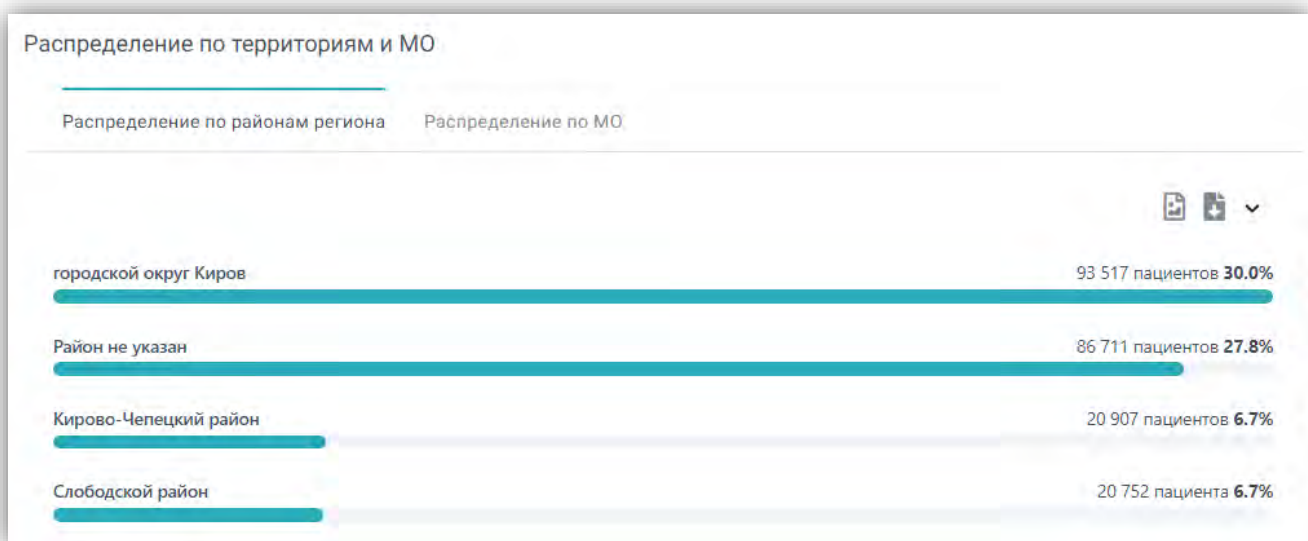 Распределение по территориям и МО
Распределение по районам региона Распределение по МО
городской округ Киров 93 517 пациентов 30.0%
Район не указан 86 711 пациентов 27.8%
Кирово-Чепецкий район 20 907 пациентов 6.7%
Слободской район 20 752 пациента 6.7%